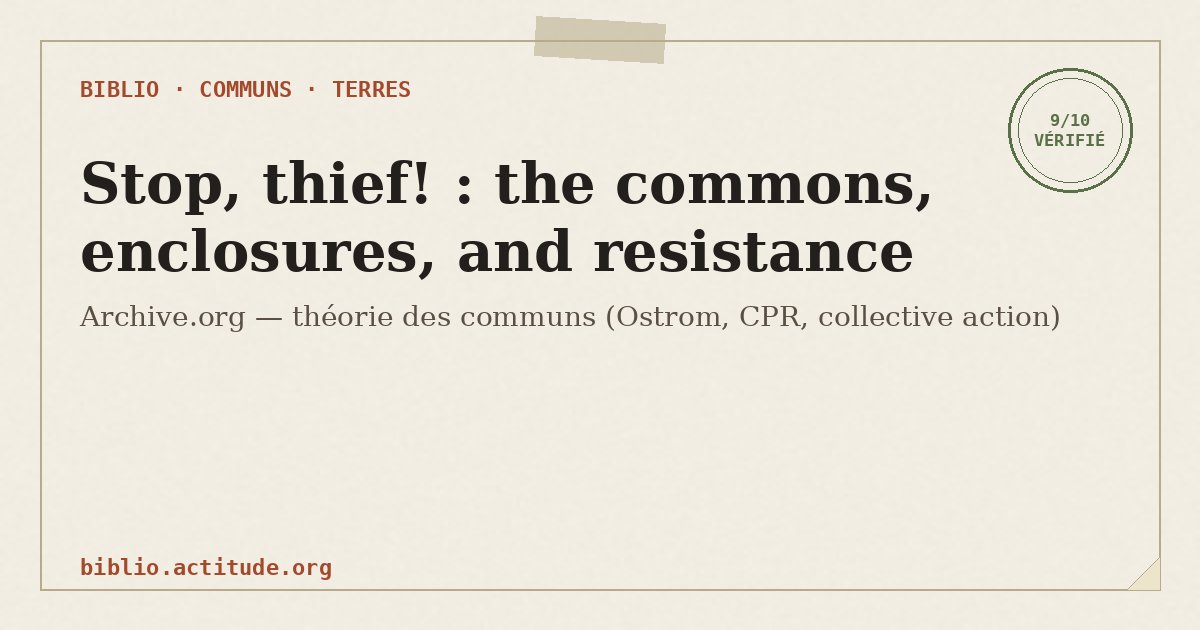 BIBLIO · COMMUNS · TERRES
9/10
VÉRIFIÉ
Stop, thief! : the commons,
enclosures, and resistance
Archive.org — théorie des communs (Ostrom, CPR, collective action)
biblio.actitude.org